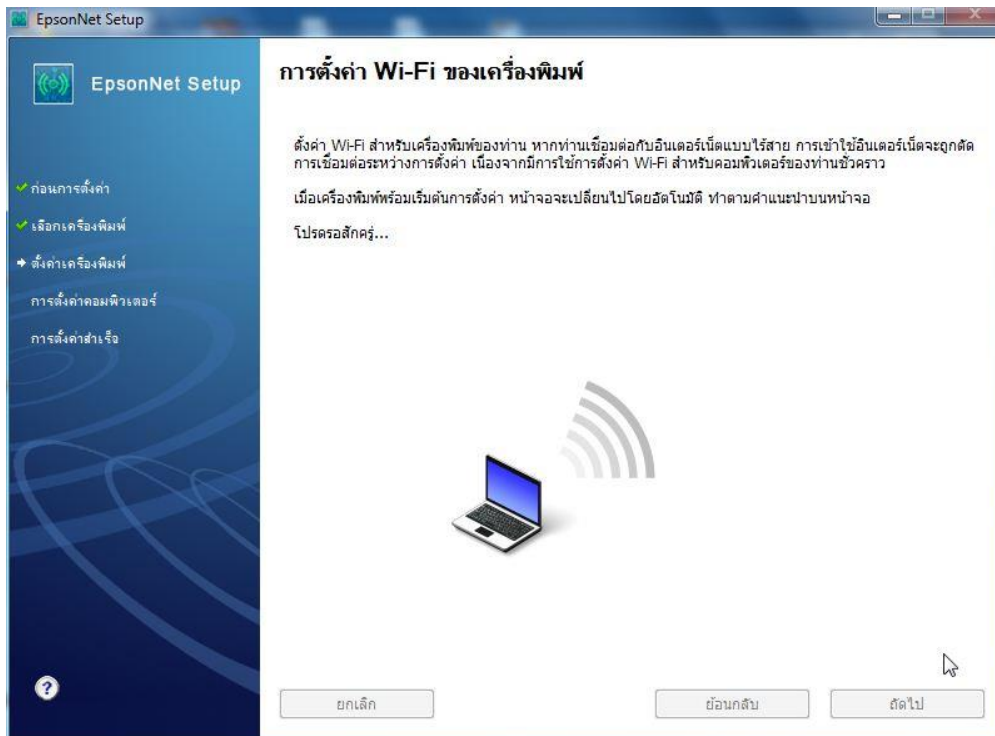 EpsonNet Setup
EpsonNet Setup
ก่อนการตั้งค่า
เลือกเครื่องพิมพ์
ตั้งค่าเครื่องพิมพ์
การตั้งค่าคอมพิวเตอร์
การตั้งค่าสำเร็จ
การตั้งค่า Wi-Fi ของเครื่องพิมพ์
ตั้งค่า Wi-Fi สำหรับเครื่องพิมพ์ของท่าน หากท่านเชื่อมต่อกับอินเตอร์เน็ตแบบไร้สาย การเข้าใช้อินเตอร์เน็ตจะถูกตัด
การเชื่อมต่อระหว่างการตั้งค่า เนื่องจากมีการใช้การตั้งค่า Wi-Fi สำหรับคอมพิวเตอร์ของท่านชั่วคราว
เมื่อเครื่องพิมพ์พร้อมเริ่มต้นการตั้งค่า หน้าจอจะเปลี่ยนไปโดยอัตโนมัติ ทำตามคำแนะนำบนหน้าจอ
โปรดรอสักครู่...
?
ยกเลิก
ย้อนกลับ
ถัดไป